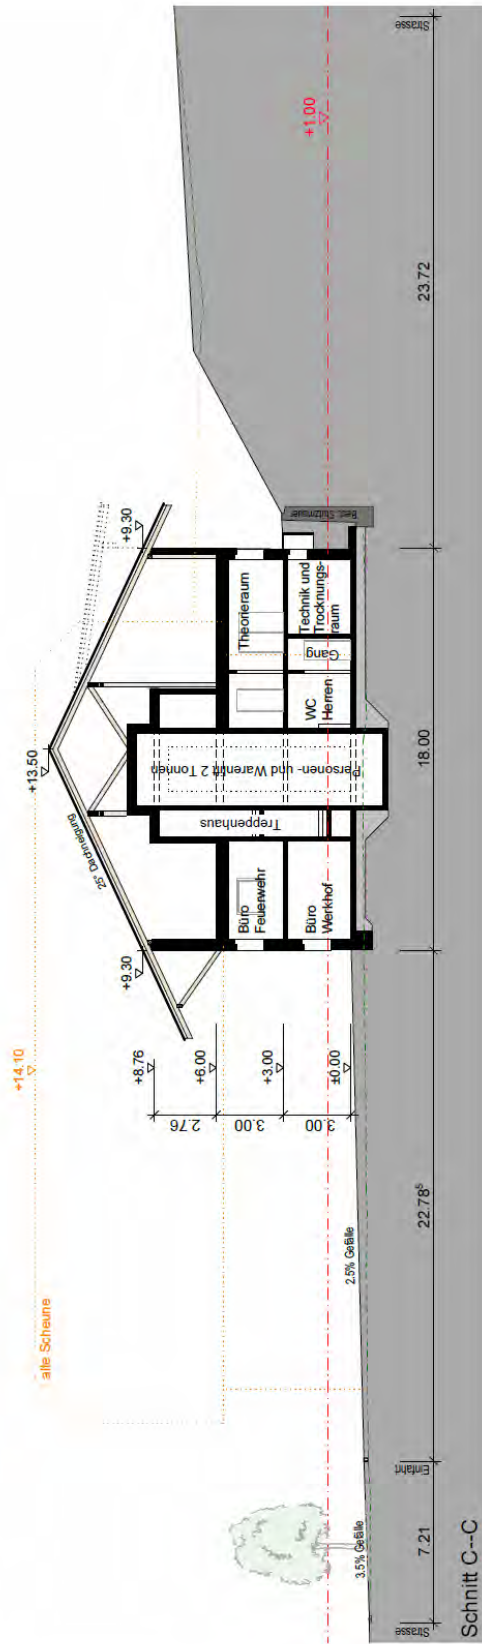 alte Scheune
+14.10
+13.50
25° Dachneigung
+9.30
+9.30
+8.76
+6.00
+3.00
±0.00
2.76
3.00
3.00
Büro
Feuerwehr
Büro
Werkhof
Treppenhaus
Personen- und Warenlift 2 Tonnen
WC
Herren
Gang
Theorieraum
Technik und
Trocknungs-
raum
Best. Stützmauer
+1.00
3.5% Gefälle
2.5% Gefälle
Strasse
Einfahrt
Strasse
7.21
22.78⁵
18.00
23.72
Schnitt C--C